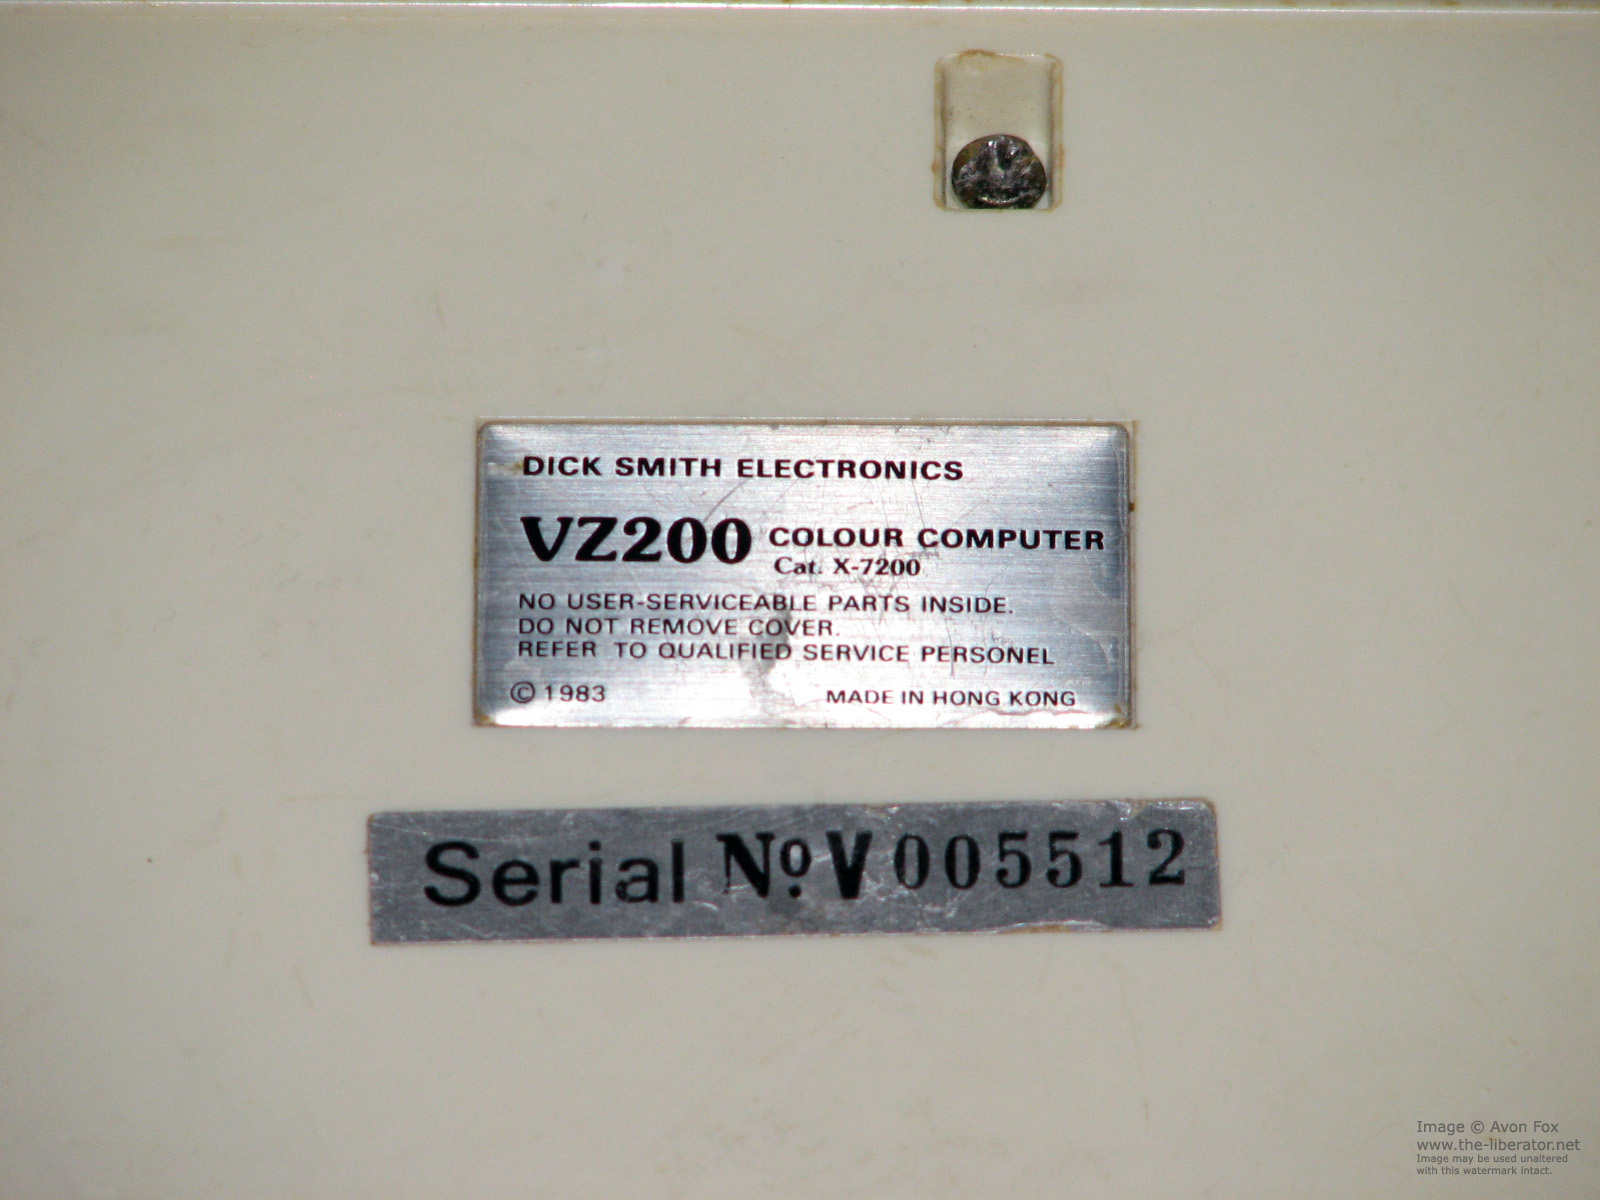 DICK SMITH ELECTRONICS
VZ200 COLOUR COMPUTER
Cat. X-7200
NO USER-SERVICEABLE PARTS INSIDE.
DO NOT REMOVE COVER.
REFER TO QUALIFIED SERVICE PERSONEL
© 1983 MADE IN HONG KONG
Serial No. V 005512
Image © Avon Fox
www.the-liberator.net
Image may be used unaltered
with this watermark intact.